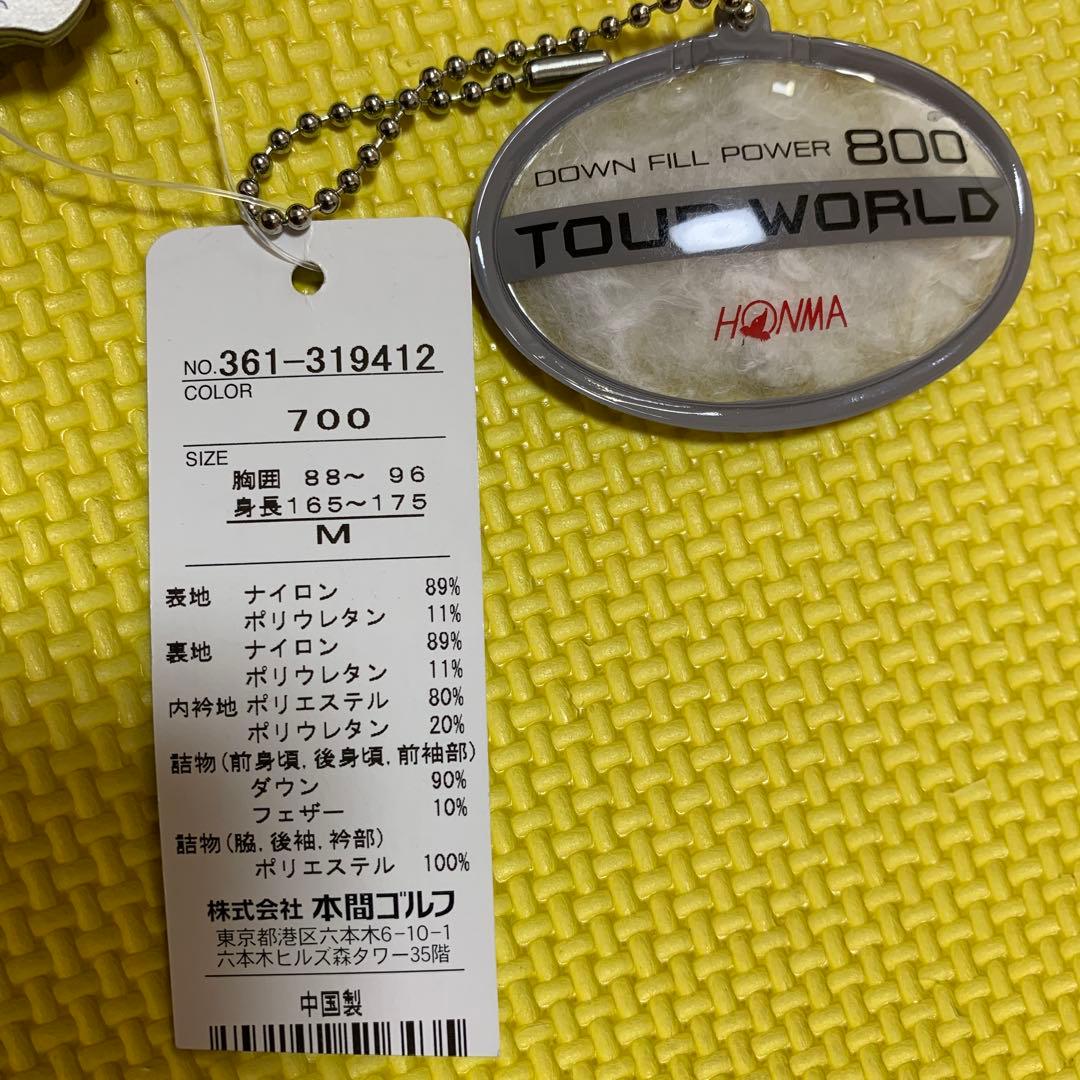 DOWN FILL POWER 800
TOUR WORLD
HONMA
NO.361-319412
COLOR
700
SIZE
胸囲 88～ 96
身長165～175
M
表地 ナイロン 89%
ポリウレタン 11%
裏地 ナイロン 89%
ポリウレタン 11%
内衿地 ポリエステル 80%
ポリウレタン 20%
詰物(前身頃,後身頃,前袖部)
ダウン 90%
フェザー 10%
詰物(脇,後袖,衿部)
ポリエステル 100%
株式会社 本間ゴルフ
東京都港区六本木6-10-1
六本木ヒルズ森タワー35階
中国製